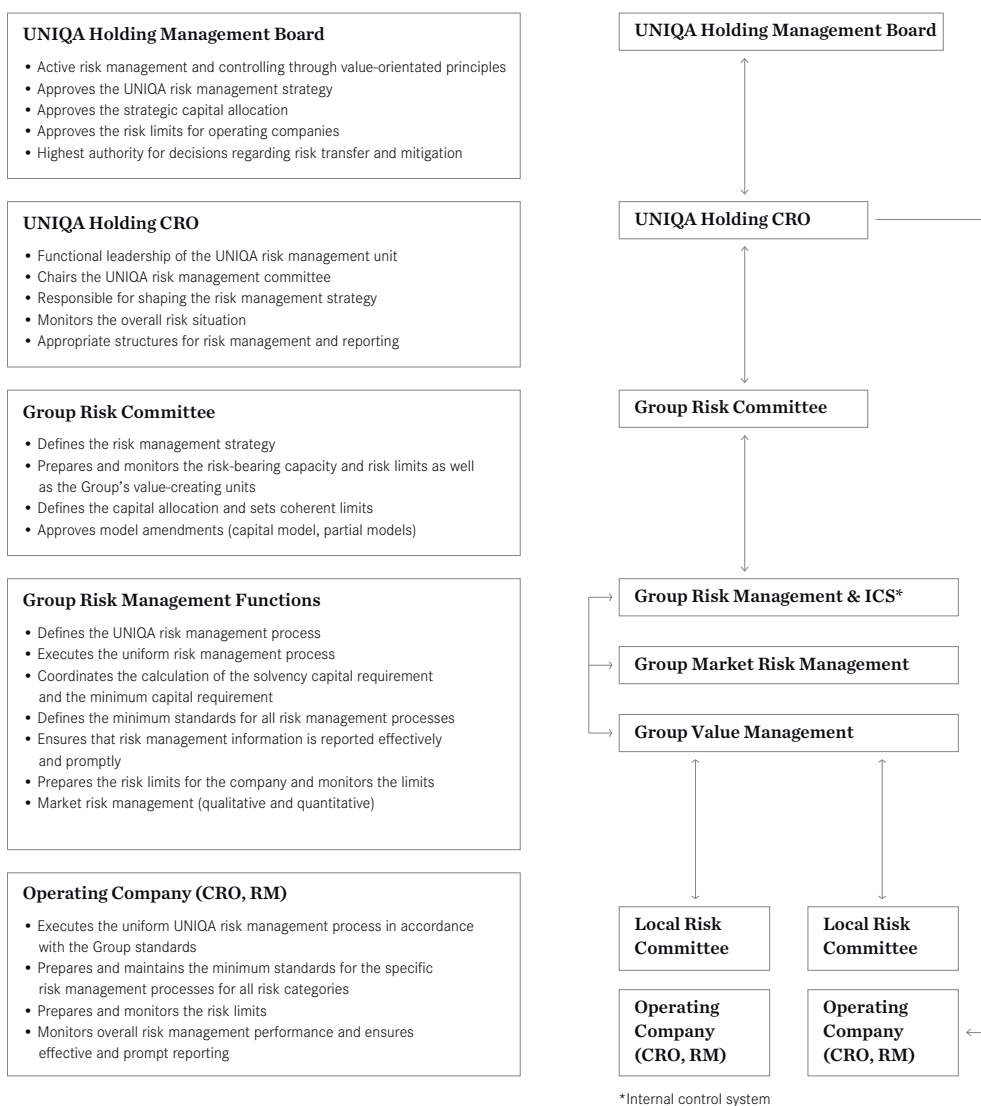 UNIQA Holding Management Board
• Active risk management and controlling through value-orientated principles
• Approves the UNIQA risk management strategy
• Approves the strategic capital allocation
• Approves the risk limits for operating companies
• Highest authority for decisions regarding risk transfer and mitigation
UNIQA Holding CRO
• Functional leadership of the UNIQA risk management unit
• Chairs the UNIQA risk management committee
• Responsible for shaping the risk management strategy
• Monitors the overall risk situation
• Appropriate structures for risk management and reporting
Group Risk Committee
• Defines the risk management strategy
• Prepares and monitors the risk-bearing capacity and risk limits as well
as the Group's value-creating units
• Defines the capital allocation and sets coherent limits
• Approves model amendments (capital model, partial models)
Group Risk Management Functions
• Defines the UNIQA risk management process
• Executes the uniform risk management process
• Coordinates the calculation of the solvency capital requirement
and the minimum capital requirement
• Defines the minimum standards for all risk management processes
• Ensures that risk management information is reported effectively
and promptly
• Prepares the risk limits for the company and monitors the limits
• Market risk management (qualitative and quantitative)
Operating Company (CRO, RM)
• Executes the uniform UNIQA risk management process in accordance
with the Group standards
• Prepares and maintains the minimum standards for the specific
risk management processes for all risk categories
• Prepares and monitors the risk limits
• Monitors overall risk management performance and ensures
effective and prompt reporting
UNIQA Holding Management Board
UNIQA Holding CRO
Group Risk Committee
Group Risk Management & ICS*
Group Market Risk Management
Group Value Management
Local Risk
Committee
Local Risk
Committee
Operating
Company
(CRO, RM)
Operating
Company
(CRO, RM)
*Internal control system